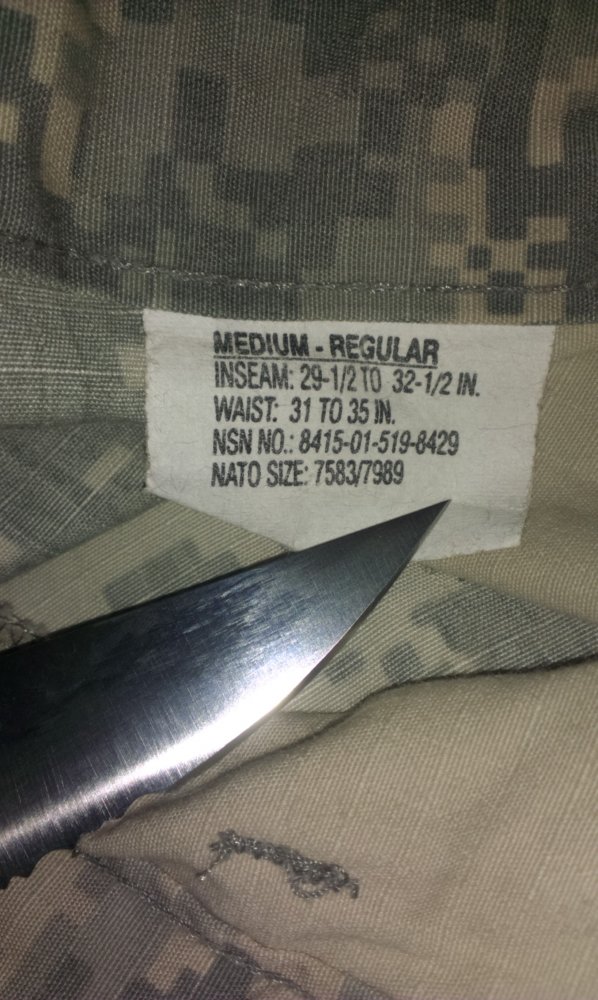 MEDIUM - REGULAR
INSEAM: 29-1/2 TO 32-1/2 IN.
WAIST: 31 TO 35 IN.
NSN NO.: 8415-01-519-8429
NATO SIZE: 7583/7989